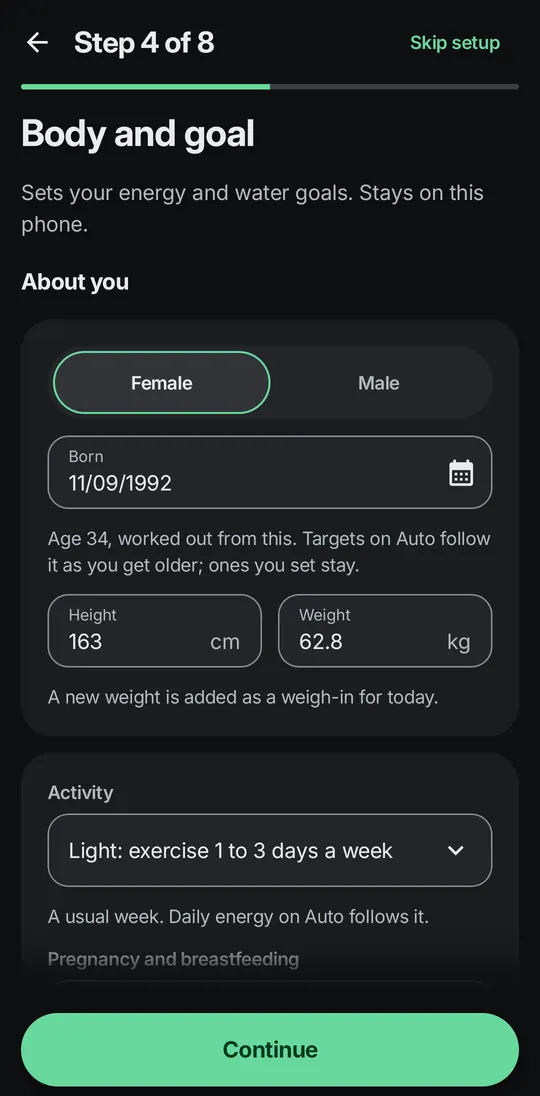 Step 4 of 8
Skip setup
Body and goal
Sets your energy and water goals. Stays on this
phone.
About you
Female
Male
Born
11/09/1992
Age 34, worked out from this. Targets on Auto follow
it as you get older; ones you set stay.
Height
163 cm
Weight
62.8 kg
A new weight is added as a weigh-in for today.
Activity
Light: exercise 1 to 3 days a week
A usual week. Daily energy on Auto follows it.
Pregnancy and breastfeeding
Continue